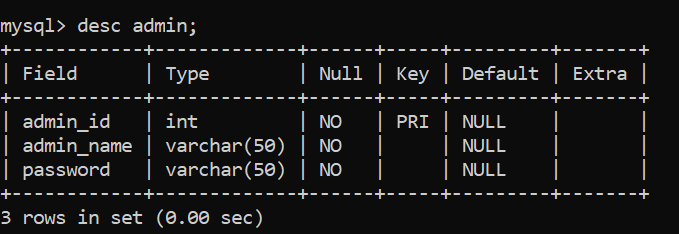 mysql> desc admin;
+------------+-------------+------+-----+---------+-------+
| Field      | Type        | Null | Key | Default | Extra |
+------------+-------------+------+-----+---------+-------+
| admin_id   | int         | NO   | PRI | NULL    |       |
| admin_name | varchar(50) | NO   |     | NULL    |       |
| password   | varchar(50) | NO   |     | NULL    |       |
+------------+-------------+------+-----+---------+-------+
3 rows in set (0.00 sec)